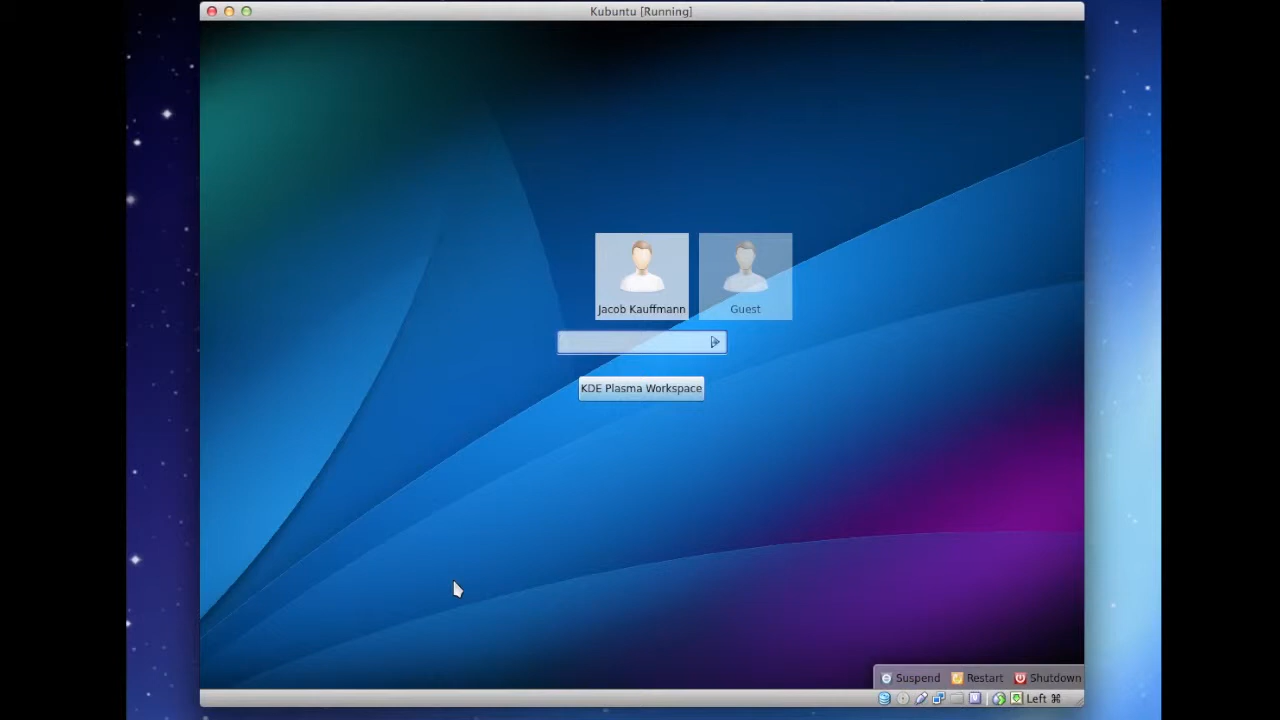 Kubuntu [Running]
Jacob Kauffmann
Guest
KDE Plasma Workspace
Suspend
Restart
Shutdown
Left ⌘